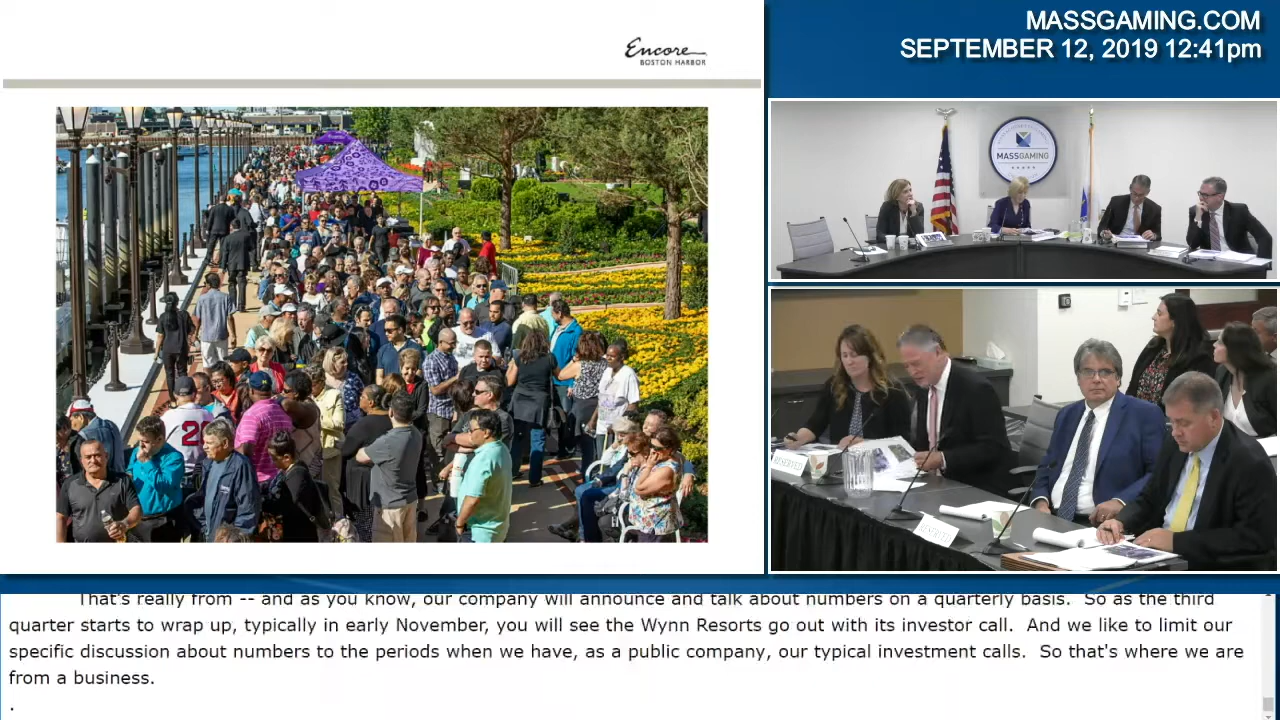 Encore
BOSTON HARBOR
MASSGAMING.COM
SEPTEMBER 12, 2019 12:41pm
MASSGAMING
RESERVED
RESERVED
That's really from -- and as you know, our company will announce and talk about numbers on a quarterly basis.  So as the third
quarter starts to wrap up, typically in early November, you will see the Wynn Resorts go out with its investor call.  And we like to limit our
specific discussion about numbers to the periods when we have, as a public company, our typical investment calls.  So that's where we are
from a business.
.